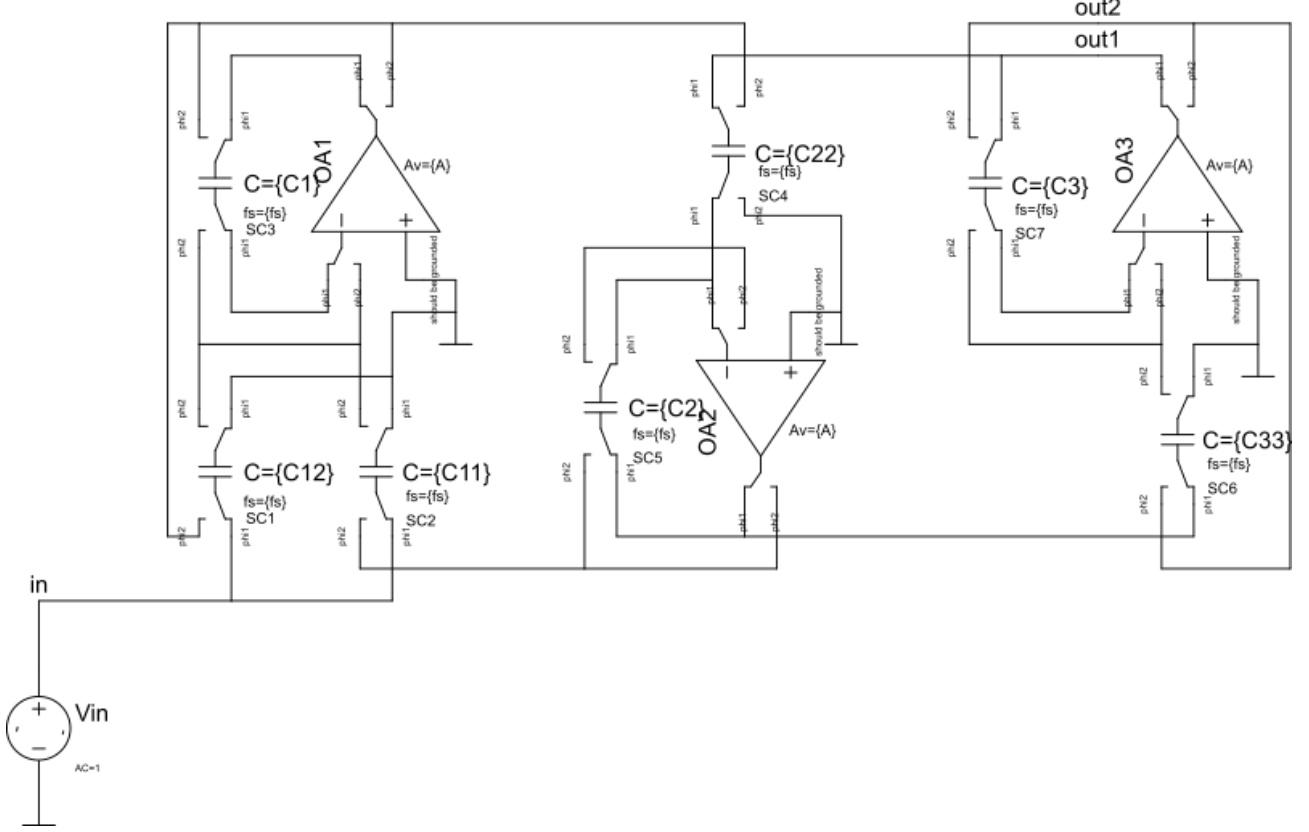 out2
out1
phi1
phi2
phi1
phi2
phi1
phi2
phi2
phi1
phi2
phi1
OA1
Av={A}
C={C1}
fs={fs}
SC3
C={C22}
fs={fs}
SC4
OA3
Av={A}
C={C3}
fs={fs}
SC7
− +
− +
phi2
phi1
phi1
phi2
phi2
phi1
phi1
phi2
should be grounded
phi1
phi2
should be grounded
phi1
phi2
should be grounded
phi2
phi1
phi2
phi1
− +
phi2
phi1
phi2
phi1
C={C2}
fs={fs}
SC5
OA2
Av={A}
C={C12}
fs={fs}
SC1
C={C11}
fs={fs}
SC2
C={C33}
fs={fs}
SC6
phi2
phi1
phi2
phi1
phi2
phi1
phi1
phi2
phi2
phi1
in
+
−
Vin
AC=1